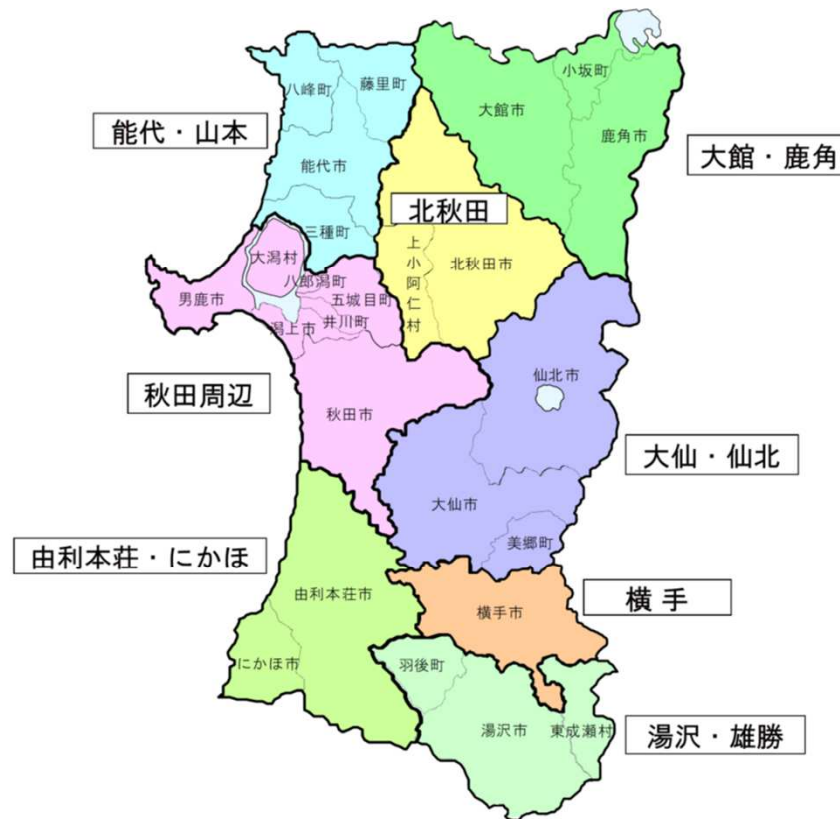 八峰町
藤里町
小坂町
大館市
鹿角市
能代・山本
大館・鹿角
能代市
北秋田
三種町
大潟村
八郎潟町
上小阿仁村
北秋田市
男鹿市
五城目町
潟上市
井川町
仙北市
秋田周辺
秋田市
大仙・仙北
大仙市
美郷町
由利本荘・にかほ
由利本荘市
横手
横手市
にかほ市
羽後町
湯沢市
東成瀬村
湯沢・雄勝